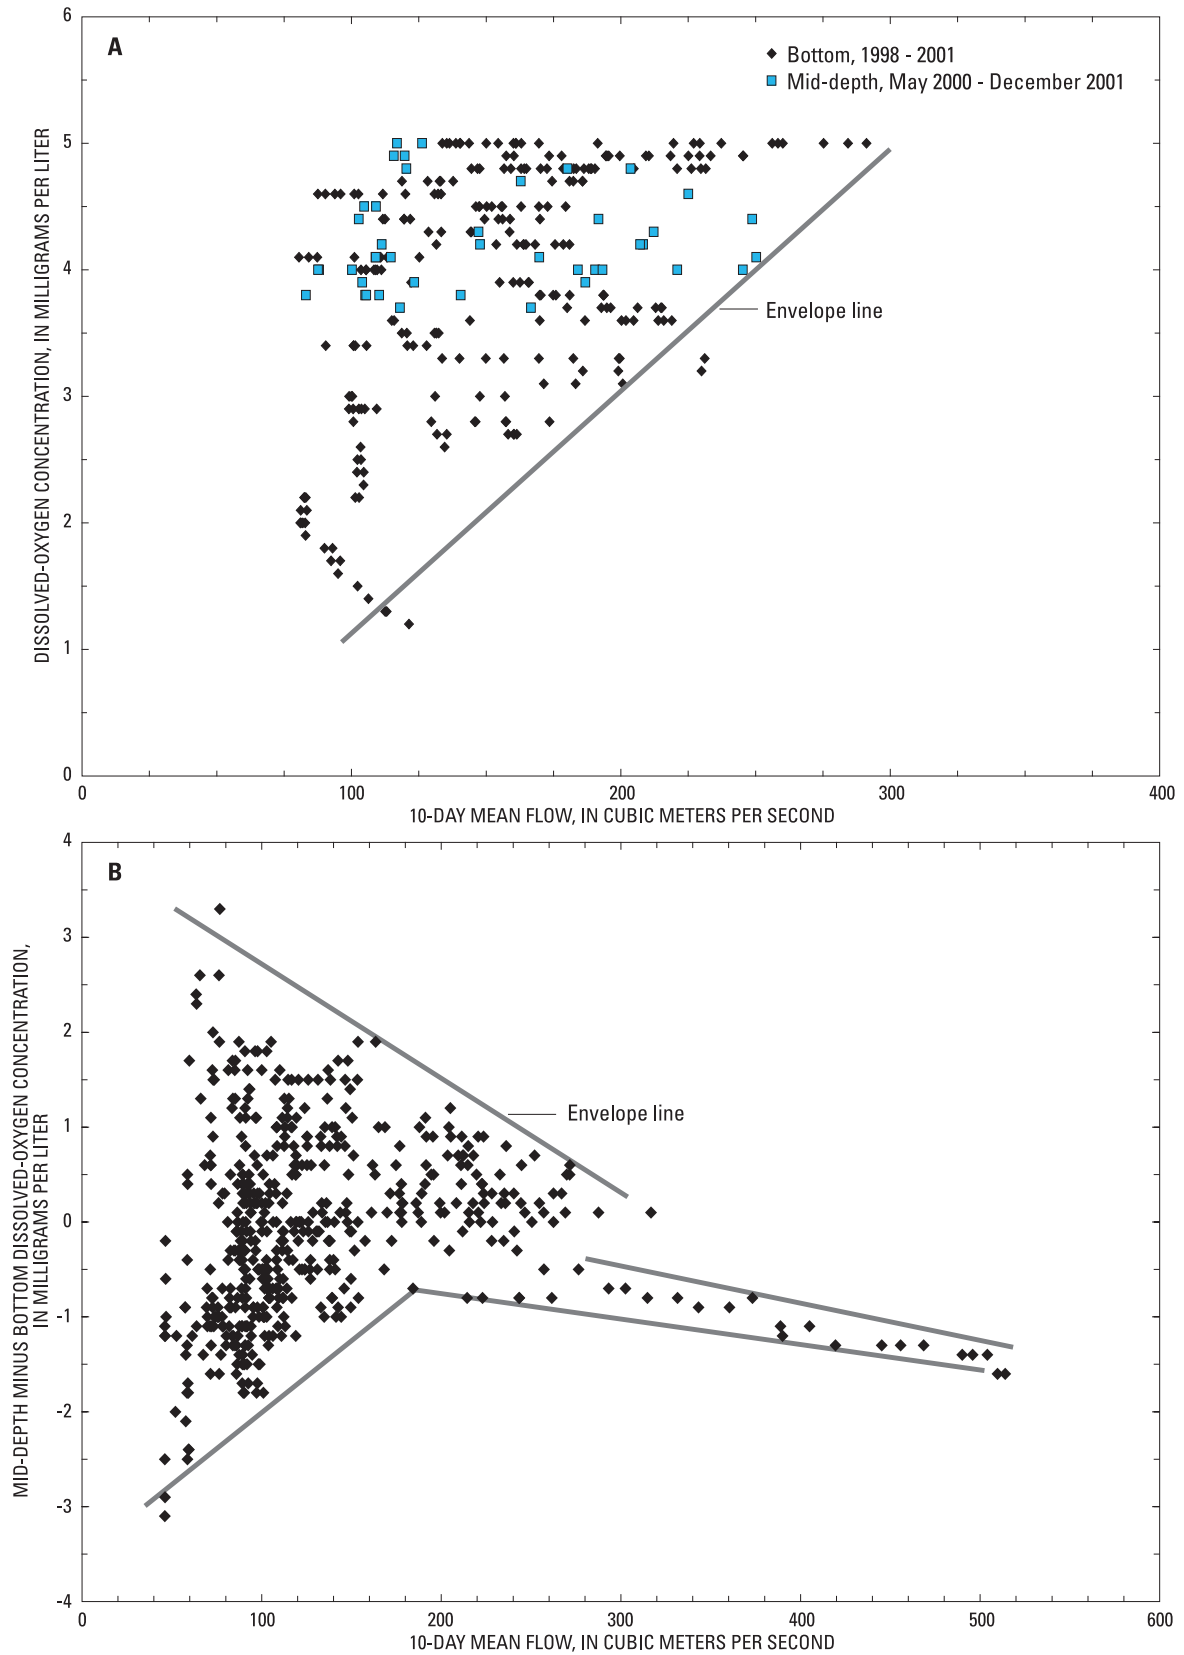 6
A
Bottom, 1998 - 2001
Mid-depth, May 2000 - December 2001
5
4
3
2
1
0
DISSOLVED-OXYGEN CONCENTRATION, IN MILLIGRAMS PER LITER
Envelope line
0 100 200 300 400
10-DAY MEAN FLOW, IN CUBIC METERS PER SECOND
4
B
3
2
1
0
-1
-2
-3
-4
MID-DEPTH MINUS BOTTOM DISSOLVED-OXYGEN CONCENTRATION,
IN MILLIGRAMS PER LITER
Envelope line
0 100 200 300 400 500 600
10-DAY MEAN FLOW, IN CUBIC METERS PER SECOND